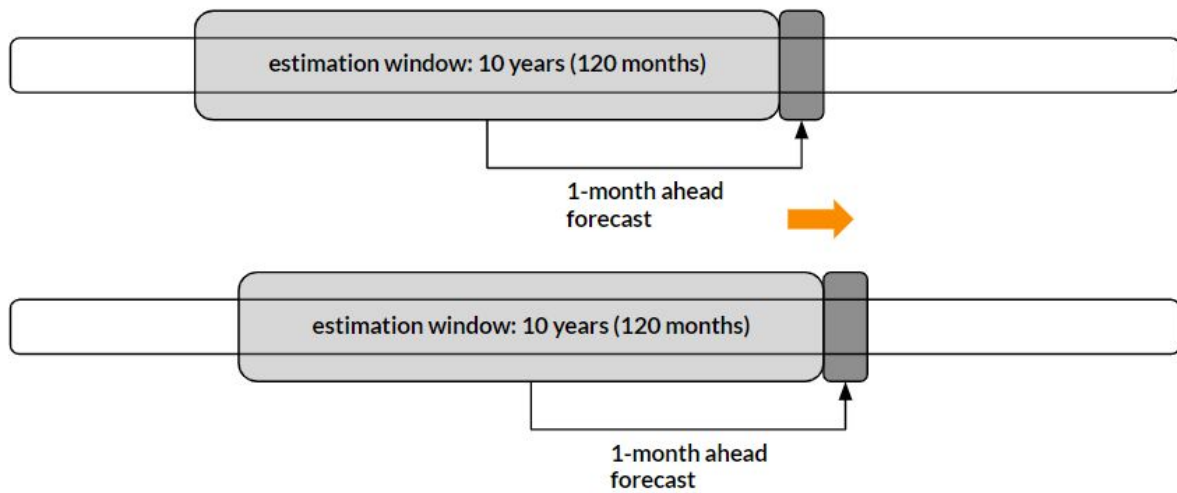 estimation window: 10 years (120 months)
1-month ahead
forecast
estimation window: 10 years (120 months)
1-month ahead
forecast